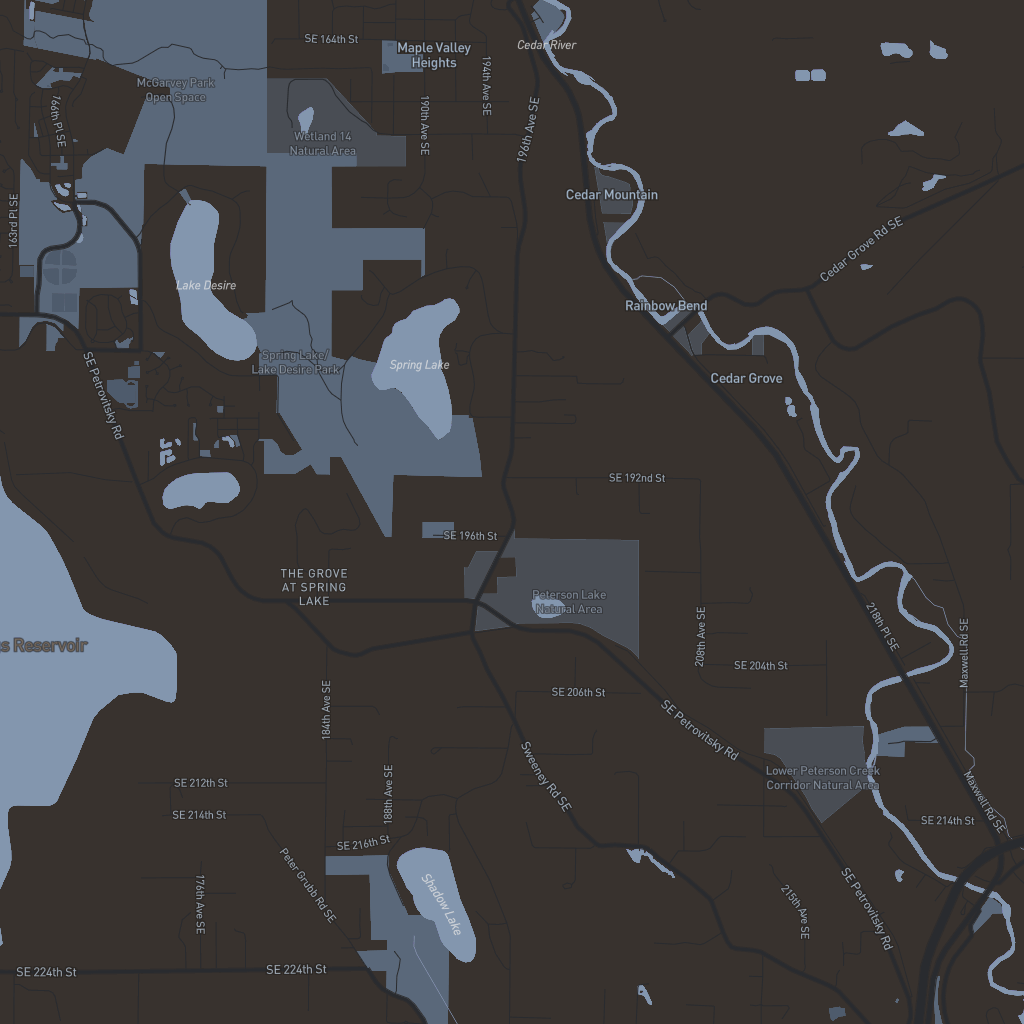 SE 164th St
Maple Valley
Heights
Cedar River
McGarvey Park
Open Space
194th Ave SE
190th Ave SE
196th Ave SE
166th Pl SE
Wetland 14
Natural Area
163rd Pl SE
Cedar Mountain
Cedar Grove Rd SE
Lake Desire
Rainbow Bend
Spring Lake/
Lake Desire Park
Spring Lake
Cedar Grove
SE Petrovitsky Rd
SE 192nd St
SE 196th St
THE GROVE
AT SPRING
LAKE
Peterson Lake
Natural Area
218th Pl SE
208th Ave SE
Maxwell Rd SE
s Reservoir
SE 204th St
184th Ave SE
SE 206th St
SE Petrovitsky Rd
Sweeney Rd SE
Lower Peterson Creek
Corridor Natural Area
SE 212th St
188th Ave SE
Maxwell Rd SE
SE 214th St
SE 214th St
SE 216th St
Peter Grubb Rd SE
176th Ave SE
Shadow Lake
215th Ave SE
SE Petrovitsky Rd
SE 224th St
SE 224th St